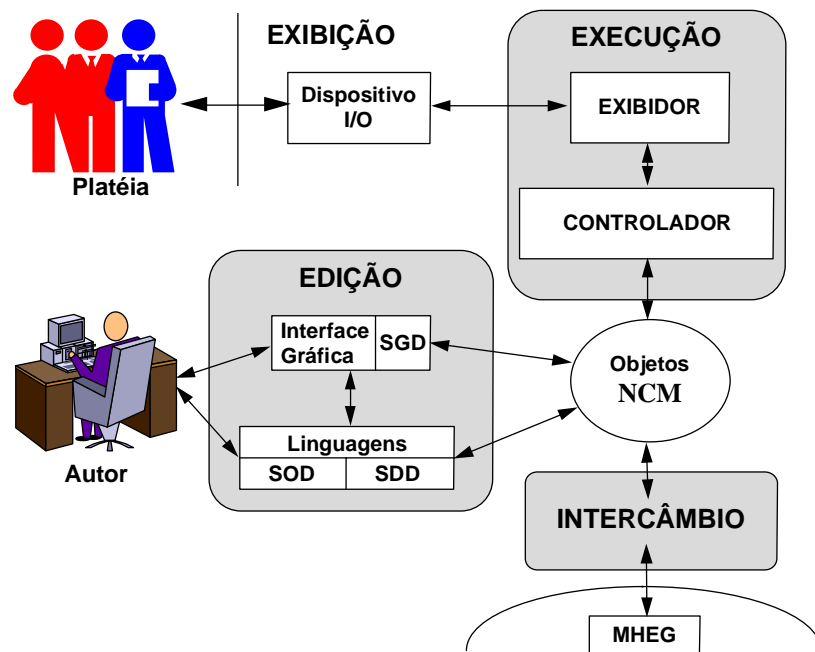 EXIBIÇÃO
EXECUÇÃO
Dispositivo
I/O
EXIBIDOR
Platéia
CONTROLADOR
EDIÇÃO
Interface
Gráfica
SGD
Objetos
NCM
Linguagens
SOD
SDD
Autor
INTERCÂMBIO
MHEG